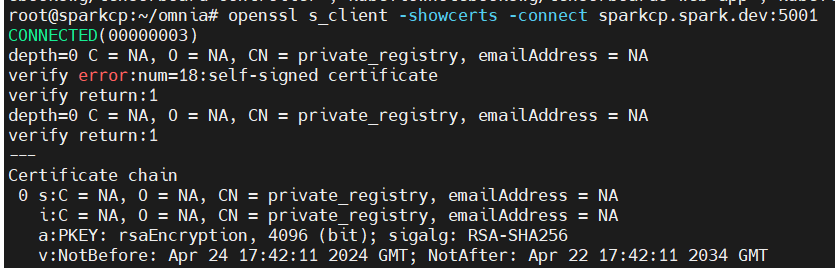 root@sparkcp:~/omnia# openssl s_client -showcerts -connect sparkcp.spark.dev:5001
CONNECTED(00000003)
depth=0 C = NA, O = NA, CN = private_registry, emailAddress = NA
verify error:num=18:self-signed certificate
verify return:1
depth=0 C = NA, O = NA, CN = private_registry, emailAddress = NA
verify return:1
---
Certificate chain
 0 s:C = NA, O = NA, CN = private_registry, emailAddress = NA
   i:C = NA, O = NA, CN = private_registry, emailAddress = NA
   a:PKEY: rsaEncryption, 4096 (bit); sigalg: RSA-SHA256
   v:NotBefore: Apr 24 17:42:11 2024 GMT; NotAfter: Apr 22 17:42:11 2034 GMT